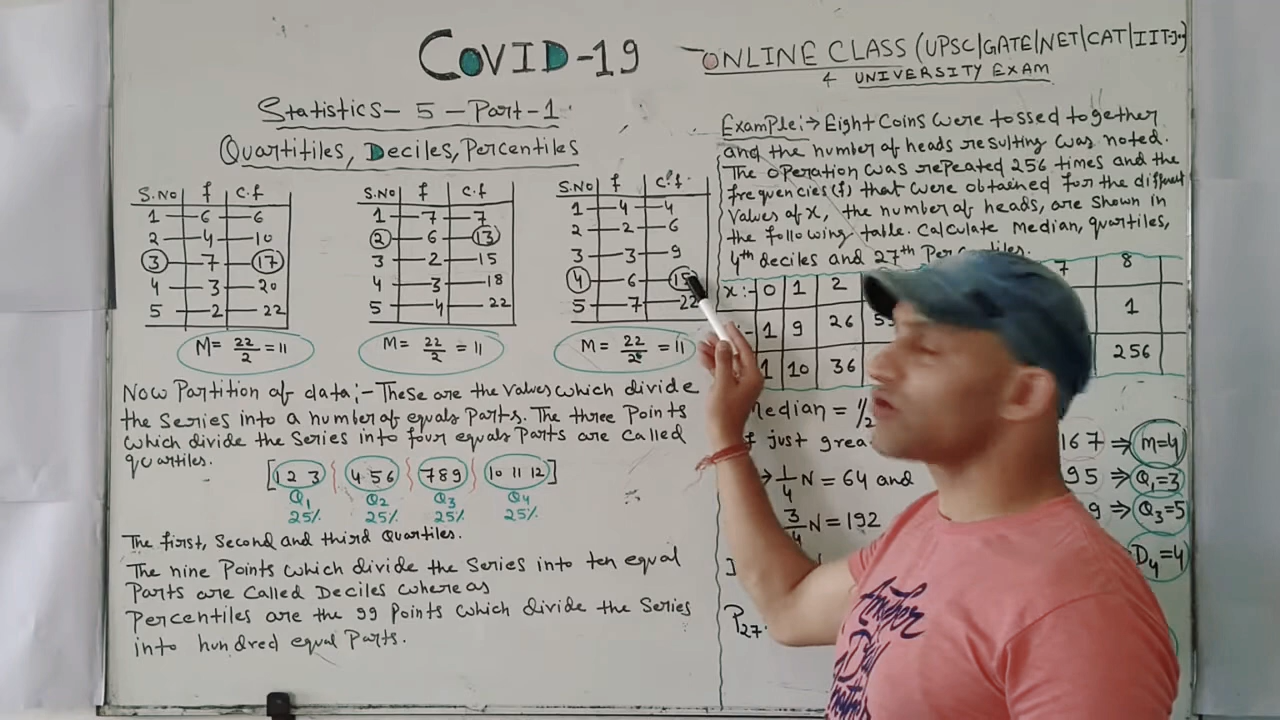 COVID-19
ONLINE CLASS (UPSC|GATE|NET|CAT|IIT-J
& UNIVERSITY EXAM
Statistics - 5 - Part - 1
Quartitiles, Deciles, Percentiles
S.No f c.f
1 6 6
2 4 10
3 7 17
4 3 20
5 2 22
M = 22/2 = 11
S.No f c.f
1 7 7
2 6 13
3 2 15
4 3 18
5 4 22
M = 22/2 = 11
S.No f c.f.
1 4 4
2 2 6
3 3 9
4 6 15
5 7 22
= 11
Now Partition of data:- These are the values which divide
the Series into a number of equals Parts. The three Points
which divide the Series into four equals Parts are called
quartiles.
[1 2 3 4 5 6 7 8 9 10 11 12]
Q1 Q2 Q3 Q4
25% 25% 25% 25%
The first, Second and third Quartiles.
The nine Points which divide the Series into ten equal
Parts are Called Deciles whereas
Percentiles are the 99 Points which divide the Series
into hundred equal Parts.
Example:→ Eight Coins were tossed together
and the number of heads resulting was noted.
The operation was repeated 256 times and the
frequencies(f) that were obtained for the different
Values of x, the number of heads, are shown in
the following table. Calculate Median, quartiles,
4th deciles and 27th
x:- 0 1 2 7 8
1 9 26 1
1 10 36 256
Median = 1/2
just grea 167 ⇒ M=4
→ 1/4 N = 64 and 95 ⇒ Q1=3
3/4 N = 192 9 ⇒ Q3=5
D4=4
P27